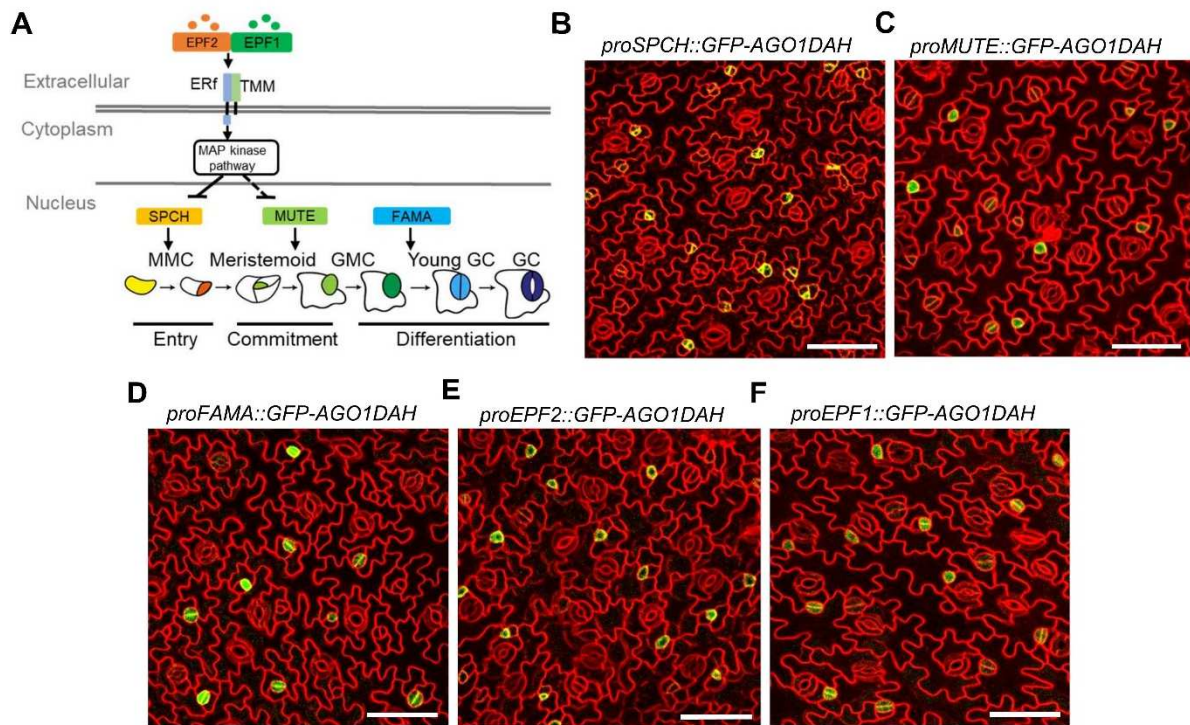 A
EPF2 EPF1
Extracellular
ERf TMM
Cytoplasm
MAP kinase
pathway
Nucleus
SPCH MUTE FAMA
MMC Meristemoid GMC Young GC GC
Entry Commitment Differentiation
B
proSPCH::GFP-AGO1DAH
C
proMUTE::GFP-AGO1DAH
D
proFAMA::GFP-AGO1DAH
E
proEPF2::GFP-AGO1DAH
F
proEPF1::GFP-AGO1DAH